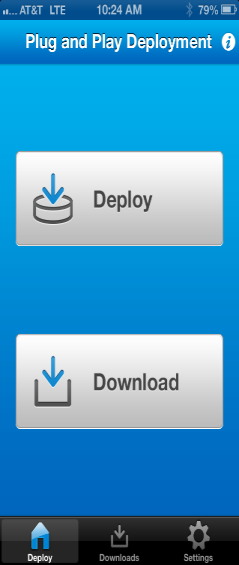 AT&T LTE 10:24 AM 79%
Plug and Play Deployment i
Deploy
Download
Deploy Downloads Settings